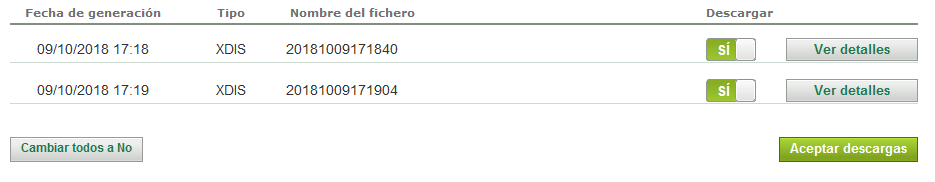 Fecha de generación Tipo Nombre del fichero Descargar
09/10/2018 17:18 XDIS 20181009171840 SÍ Ver detalles
09/10/2018 17:19 XDIS 20181009171904 SÍ Ver detalles
Cambiar todos a No Aceptar descargas